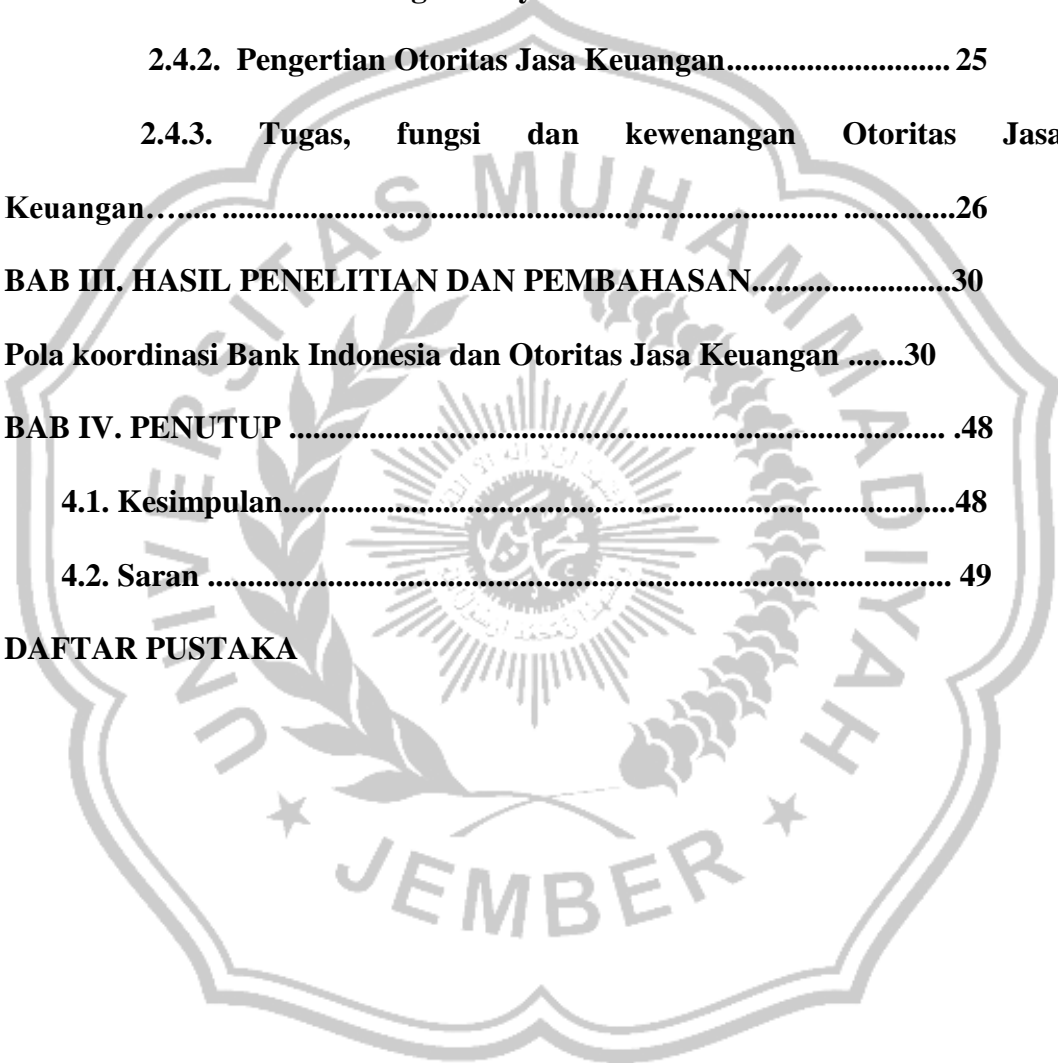 2.4.2. Pengertian Otoritas Jasa Keuangan............................ 25
2.4.3. Tugas, fungsi dan kewenangan Otoritas Jasa
Keuangan…..... .............................................................................. ..............26
BAB III. HASIL PENELITIAN DAN PEMBAHASAN.........................30
Pola koordinasi Bank Indonesia dan Otoritas Jasa Keuangan .......30
BAB IV. PENUTUP ................................................................................... .48
4.1. Kesimpulan.....................................................................................48
4.2. Saran .............................................................................................. 49
DAFTAR PUSTAKA
UNIVERSITAS MUHAMMADIYAH
JEMBER